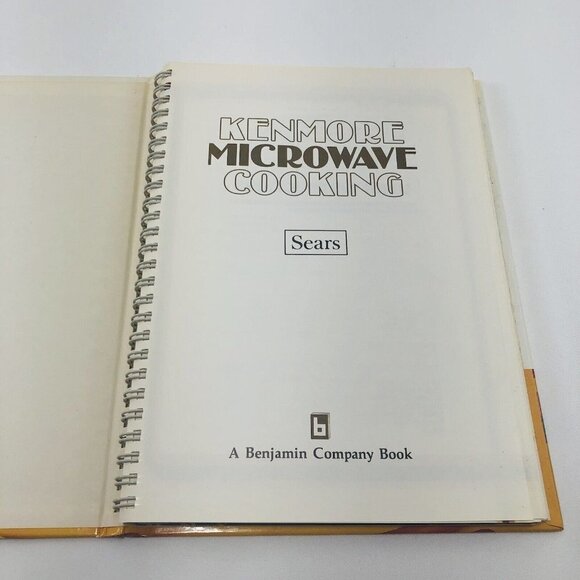 KENMORE
MICROWAVE
COOKING
Sears
b
A Benjamin Company Book